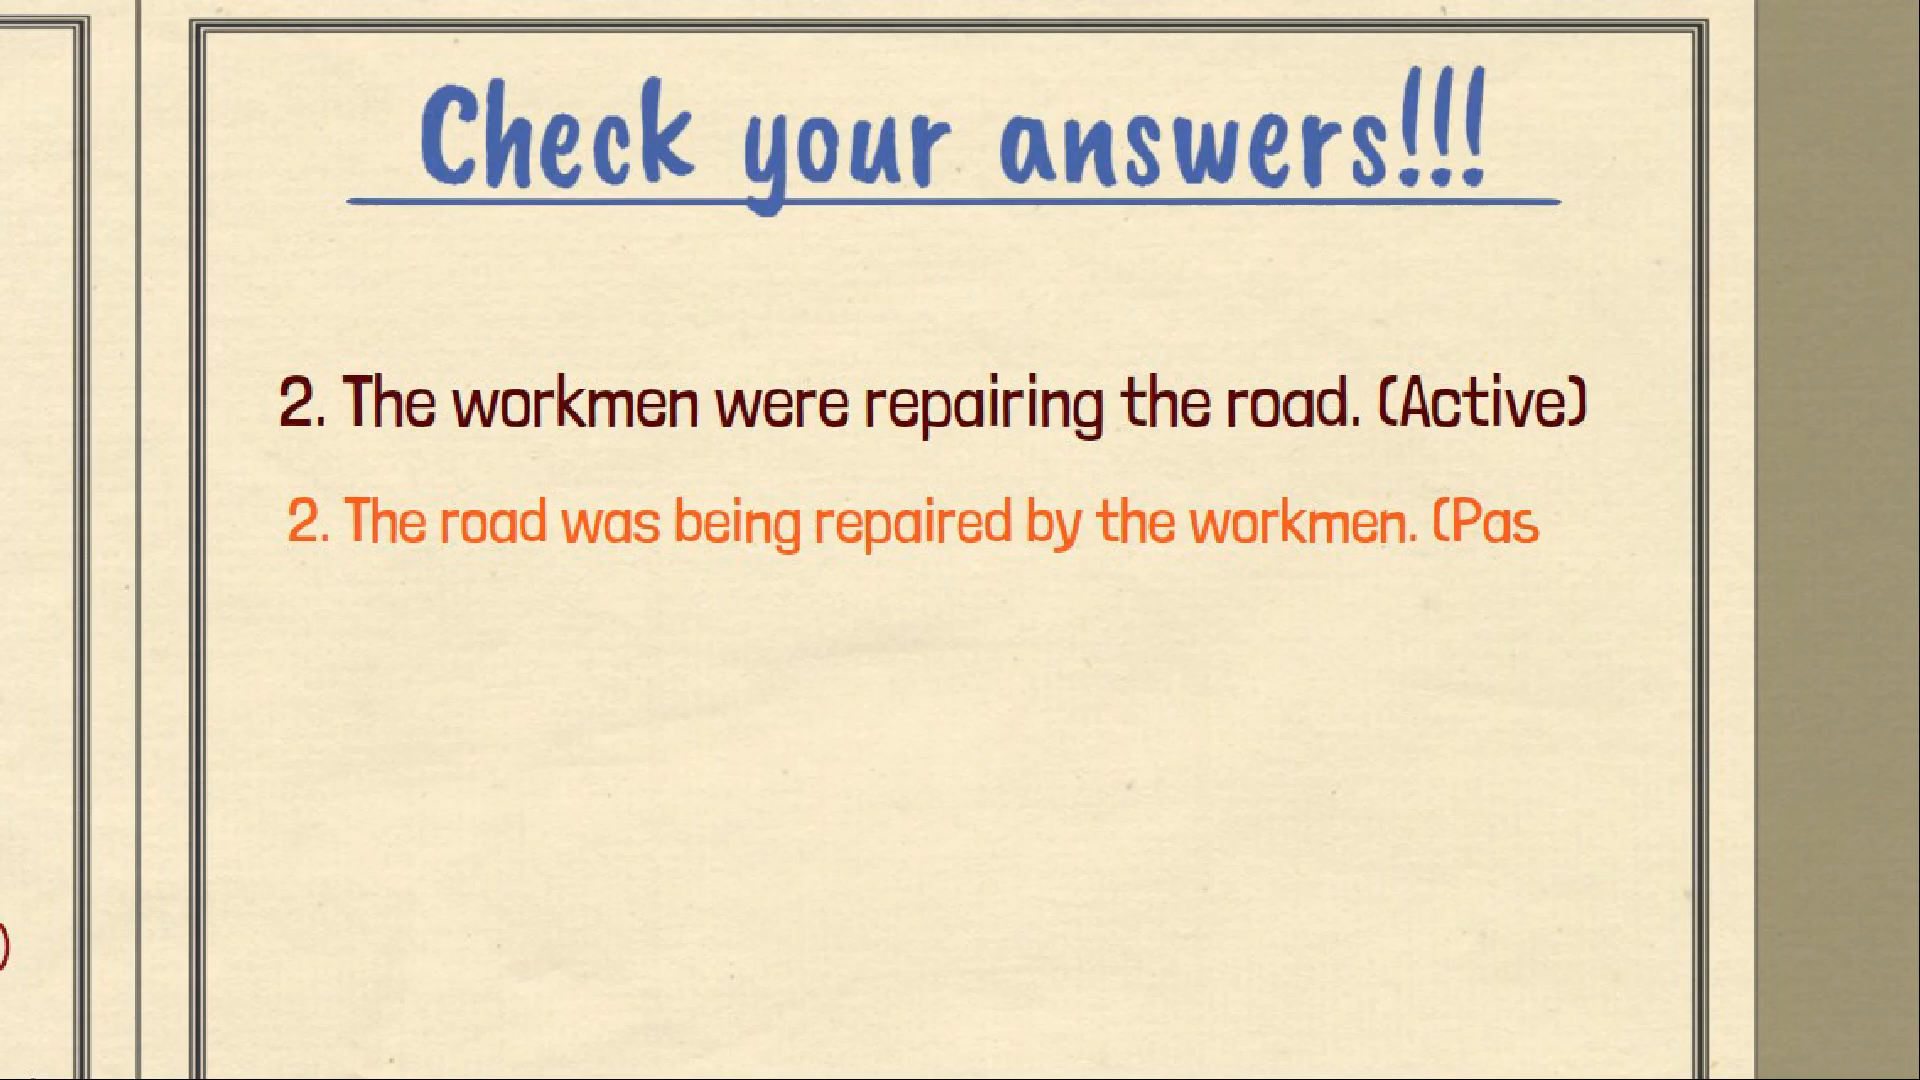 Check your answers!!!
2. The workmen were repairing the road. (Active)
2. The road was being repaired by the workmen. (Pas
)